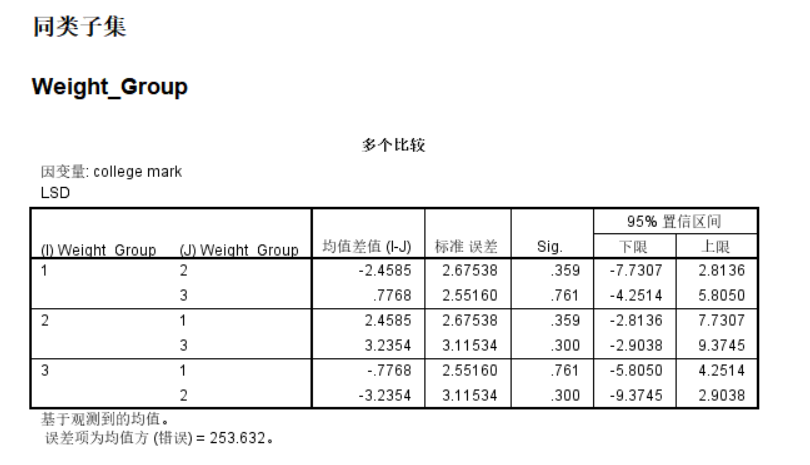 同类子集
Weight_Group
多个比较
因变量: college mark
LSD
95% 置信区间
(I) Weight_Group (J) Weight_Group 均值差值 (I-J) 标准 误差 Sig. 下限 上限
1 2 -2.4585 2.67538 .359 -7.7307 2.8136
3 .7768 2.55160 .761 -4.2514 5.8050
2 1 2.4585 2.67538 .359 -2.8136 7.7307
3 3.2354 3.11534 .300 -2.9038 9.3745
3 1 -.7768 2.55160 .761 -5.8050 4.2514
2 -3.2354 3.11534 .300 -9.3745 2.9038
基于观测到的均值。
误差项为均值方 (错误) = 253.632。